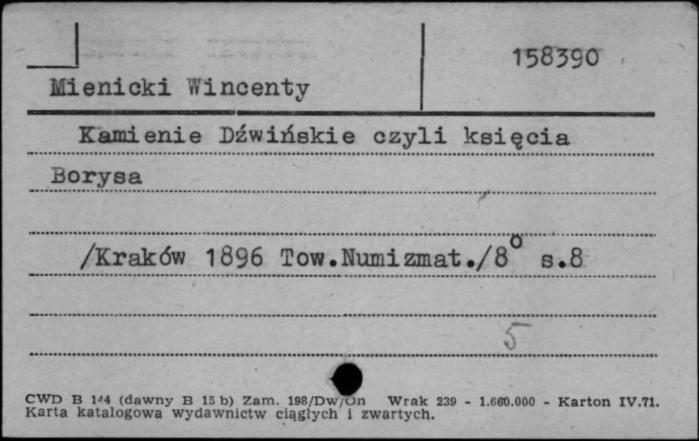 158390
Mienicki Wincenty
Kamienie Dźwińskie czyli księcia
Borysa
/Kraków 1896 Tow.Numizmat./8° s.8
5
CWD B 144 (dawny B 15 b) Zam. 198/Dw/On Wrak 239 - 1.660.000 - Karton IV.71.
Karta katalogowa wydawnictw ciągłych i zwartych.